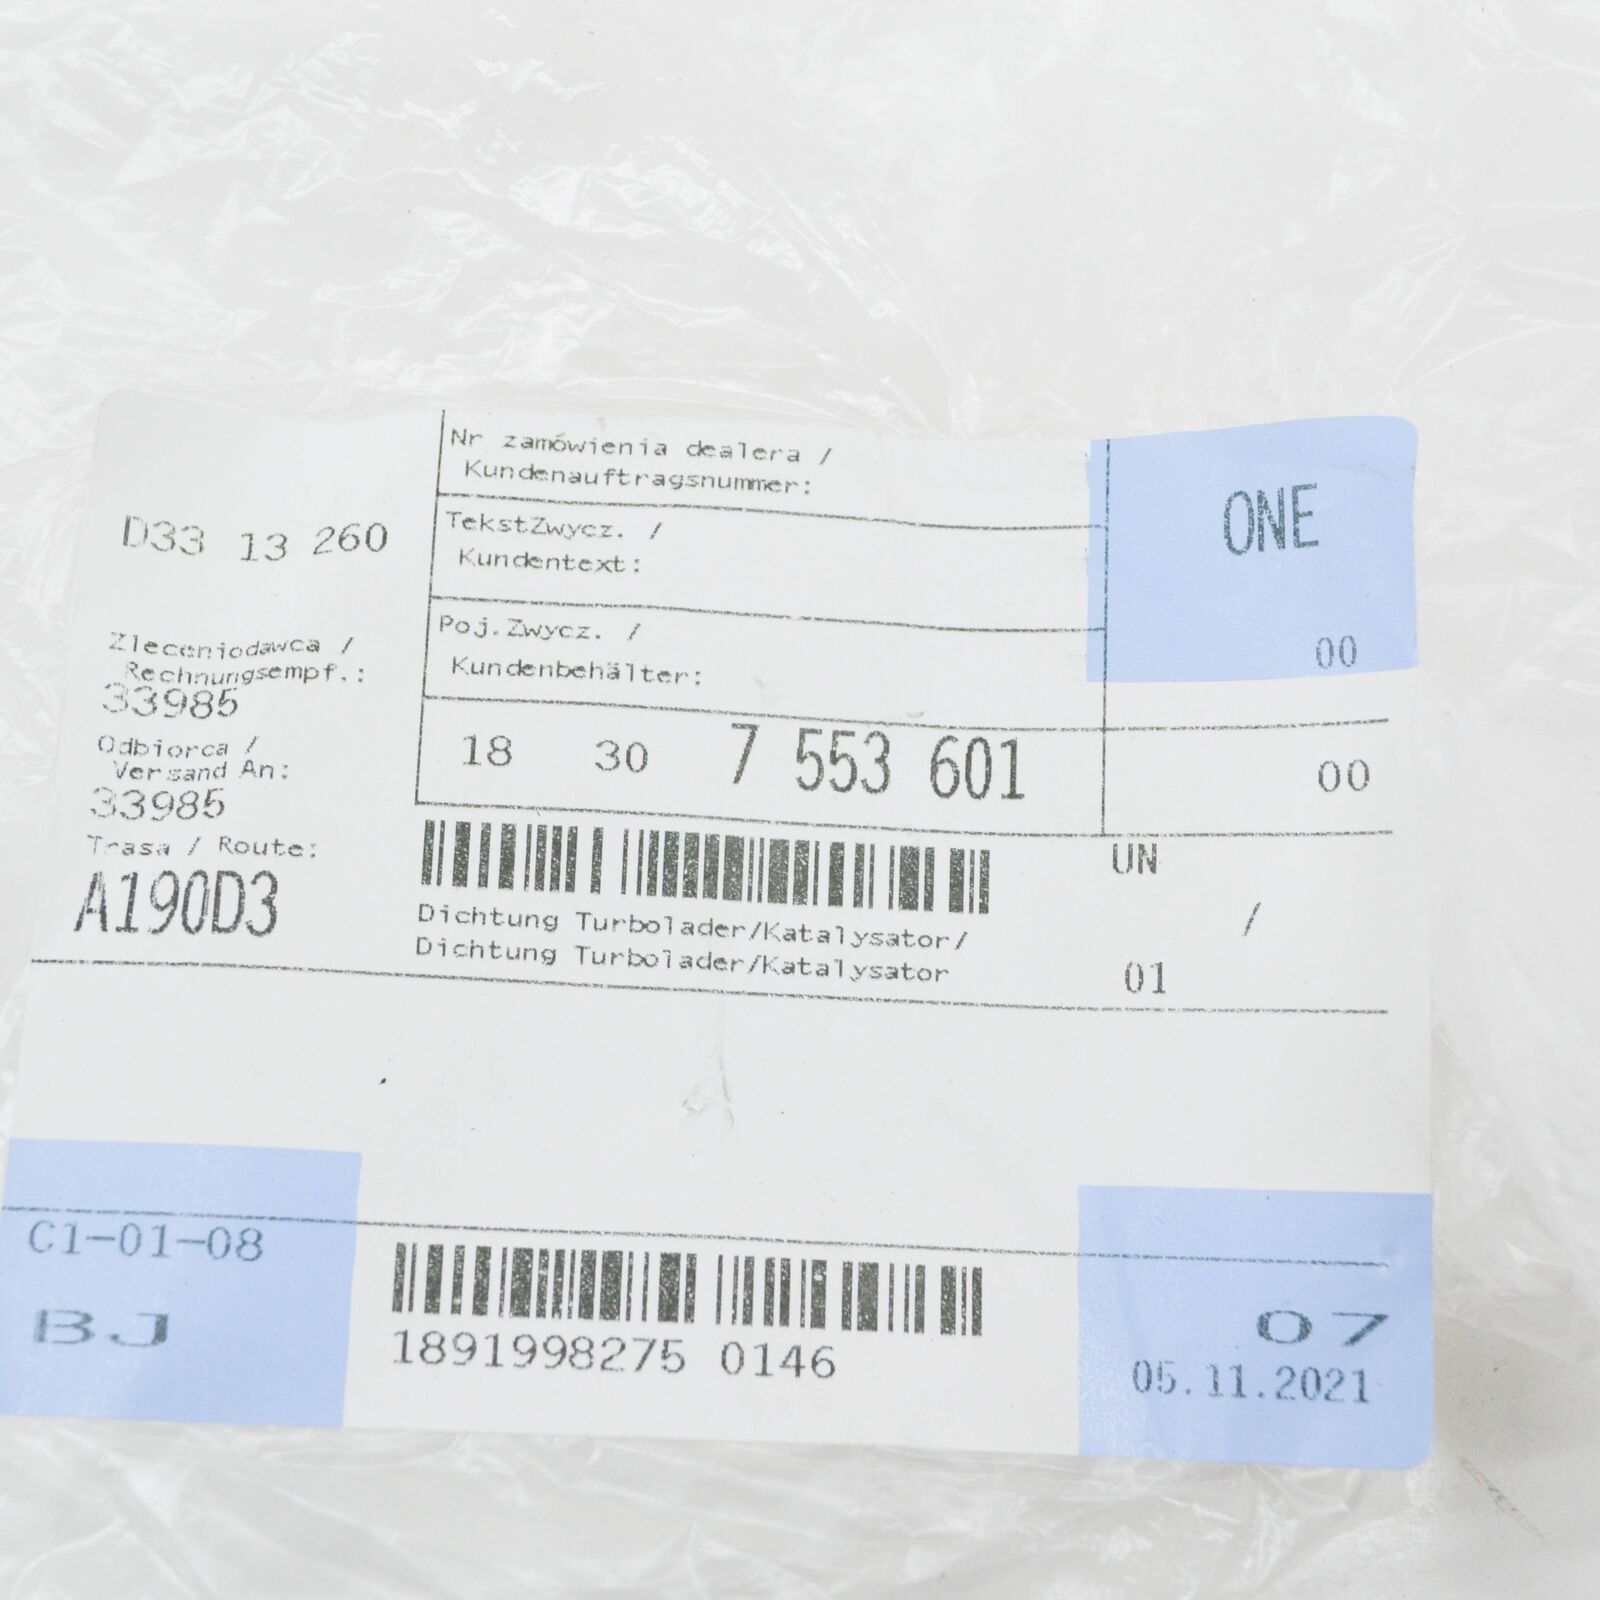 D33 13 260
Nr zamówienia dealera /
Kundenauftragsnummer:
TekstZwycz. /
Kundentext:
Poj.Zwycz. /
Kundenbehälter:
ONE
00
Zleceniodawca /
Rechnungsempf.:
33985
Odbiorca /
Versand An:
33985
Trasa / Route:
A190D3
18 30 7 553 601
00
UN
/
01
Dichtung Turbolader/Katalysator/
Dichtung Turbolader/Katalysator
C1-01-08
BJ
1891998275 0146
07
05.11.2021